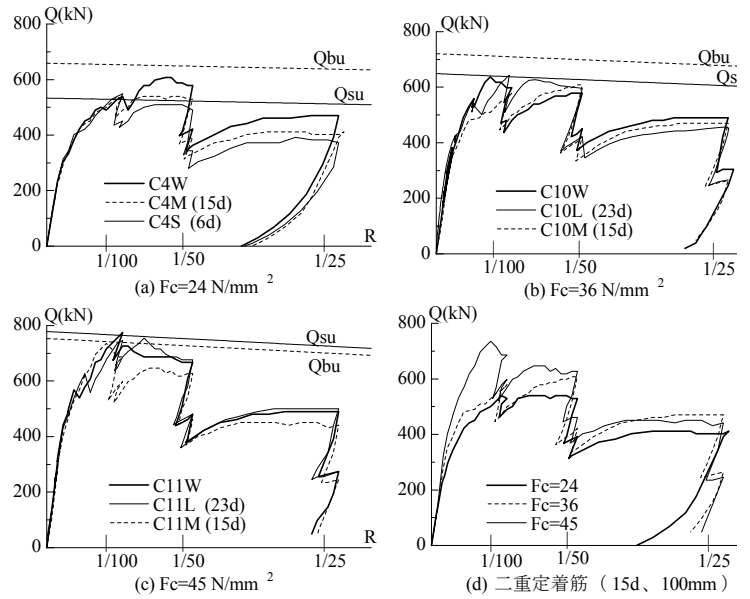 Q(kN)
800
600
400
200
0
Qbu
Qsu
C4W
C4M (15d)
C4S (6d)
R
1/100
1/50
1/25
(a) Fc=24 N/mm 2
Q(kN)
800
600
400
200
0
Qbu
Qs
C10W
C10L (23d)
C10M (15d)
1/100
1/50
1/25
(b) Fc=36 N/mm 2
Q(kN)
800
600
400
200
0
Qsu
Qbu
C11W
C11L (23d)
C11M (15d)
R
1/100
1/50
1/25
(c) Fc=45 N/mm 2
Q(kN)
800
600
400
200
0
Fc=24
Fc=36
Fc=45
1/100
1/50
1/25
(d) 二重定着筋（15d、100mm）